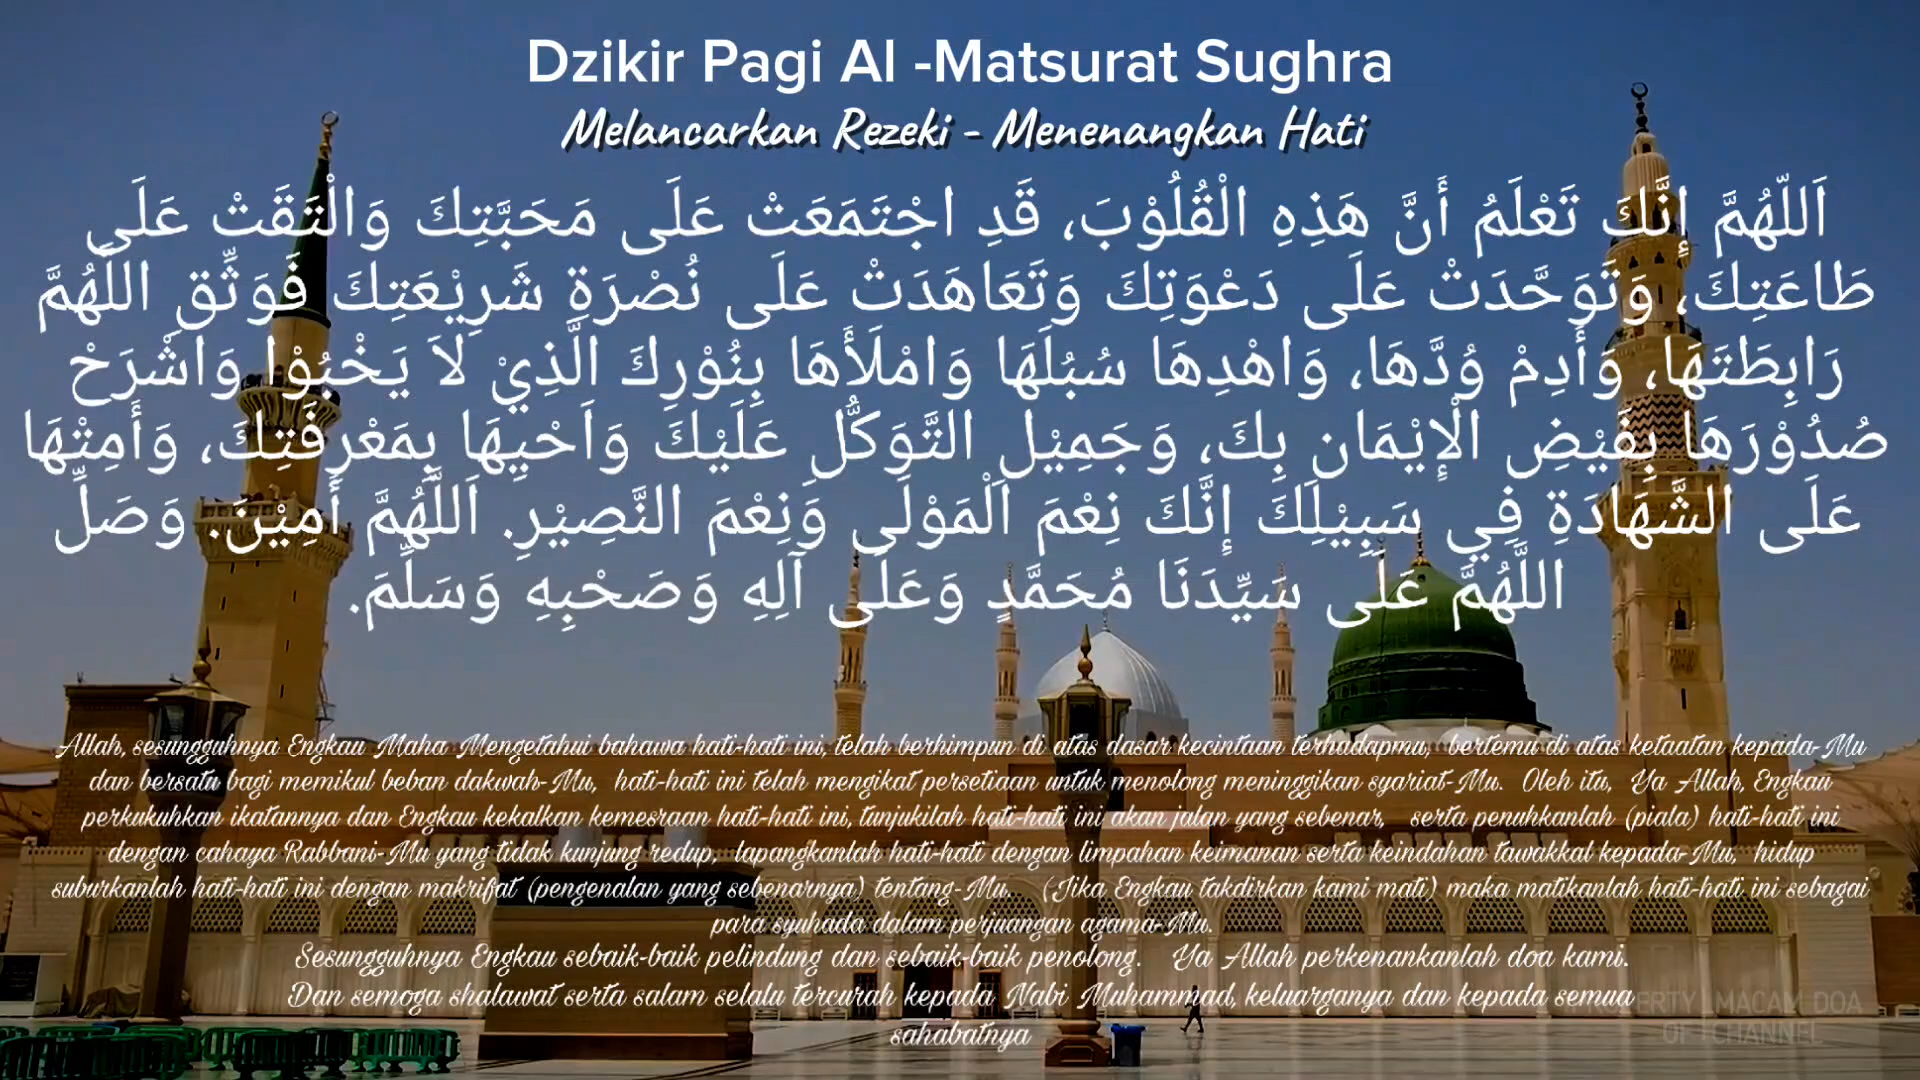 Dzikir Pagi Al -Matsurat Sughra
Melancarkan Rezeki - Menenangkan Hati
اَللّهُمَّ إِنَّكَ تَعْلَمُ أَنَّ هَذِهِ الْقُلُوْبَ، قَدِ اجْتَمَعَتْ عَلَى مَحَبَّتِكَ وَالْتَقَتْ عَلَى
طَاعَتِكَ، وَتَوَحَّدَتْ عَلَى دَعْوَتِكَ وَتَعَاهَدَتْ عَلَى نُصْرَةِ شَرِيْعَتِكَ فَوَثِّقِ اللَّهُمَّ
رَابِطَتَهَا، وَأَدِمْ وُدَّهَا، وَاهْدِهَا سُبُلَهَا وَامْلَأَهَا بِنُوْرِكَ الَّذِيْ لاَ يَخْبُوْا وَاشْرَحْ
صُدُوْرَهَا بِفَيْضِ الْإِيْمَانِ بِكَ، وَجَمِيْلِ التَّوَكُّلِ عَلَيْكَ وَاَحْيِهَا بِمَعْرِفَتِكَ، وَأَمِتْهَا
عَلَى الشَّهَادَةِ فِي سَبِيْلِكَ إِنَّكَ نِعْمَ الْمَوْلَى وَنِعْمَ النَّصِيْرِ. اَللَّهُمَّ أَمِيْنَ. وَصَلِّ
اللَّهُمَّ عَلَى سَيِّدَنَا مُحَمَّدٍ وَعَلَى آلِهِ وَصَحْبِهِ وَسَلِّمَ.
Allah, sesungguhnya Engkau Maha Mengetahui bahawa hati-hati ini, telah berhimpun di atas dasar kecintaan terhadapmu, bertemu di atas ketaatan kepada-Mu
dan bersatu bagi memikul beban dakwah-Mu, hati-hati ini telah mengikat persetiaan untuk menolong meninggikan syariat-Mu. Oleh itu, Ya Allah, Engkau
perkukuhkan ikatannya dan Engkau kekalkan kemesraan hati-hati ini, tunjukilah hati-hati ini akan jalan yang sebenar, serta penuhkanlah (piala) hati-hati ini
dengan cahaya Rabbani-Mu yang tidak kunjung redup, lapangkanlah hati-hati dengan limpahan keimanan serta keindahan tawakkal kepada-Mu, hidup
suburkanlah hati-hati ini dengan makrifat (pengenalan yang sebenarnya) tentang-Mu. (Jika Engkau takdirkan kami mati) maka matikanlah hati-hati ini sebagai
para syuhada dalam perjuangan agama-Mu.
Sesungguhnya Engkau sebaik-baik pelindung dan sebaik-baik penolong. Ya Allah perkenankanlah doa kami.
Dan semoga shalawat serta salam selalu tercurah kepada Nabi Muhammad, keluarganya dan kepada semua
sahabatnya
MACAM DOA
OF CHANNEL